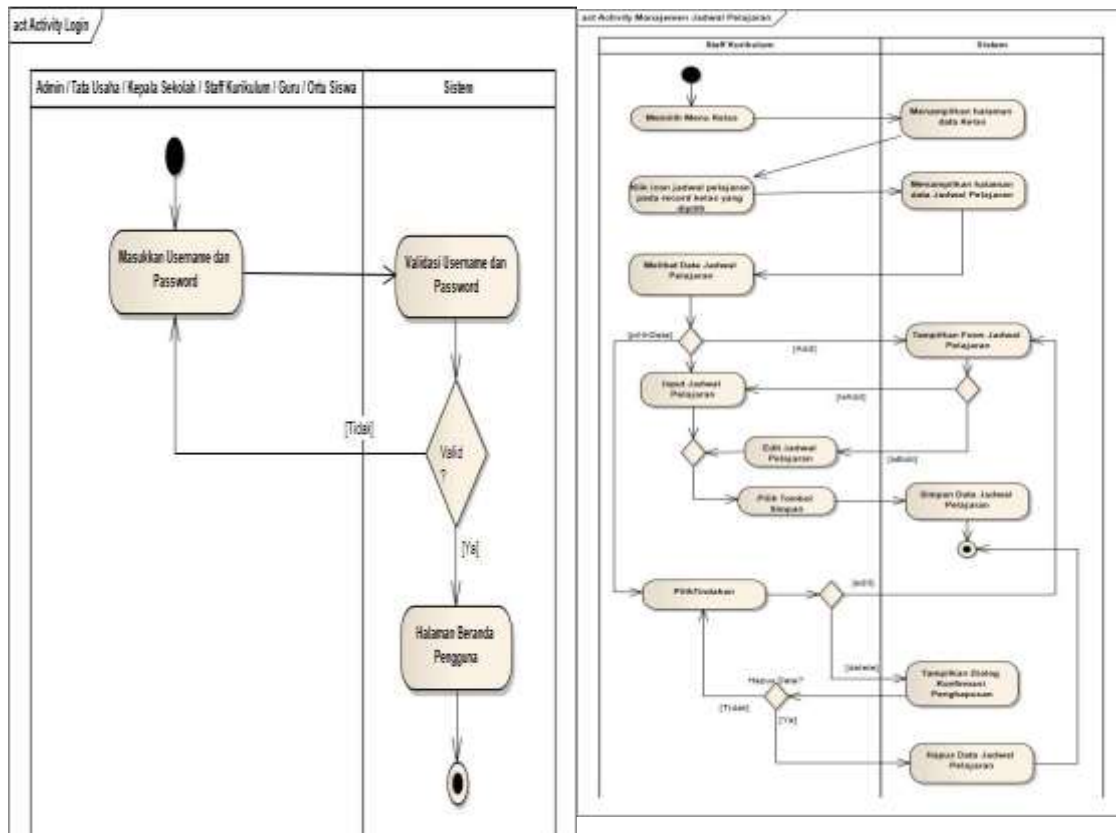 act Activity Login
Admin / Tata Usaha / Kepala Sekolah / Staff Kurikulum / Guru / Ortu Siswa
Sistem
Masukkan Username dan
Password
Validasi Username dan
Password
[Tidak]
Valid
?
[Ya]
Halaman Beranda
Pengguna
act Activity Manajemen Jadwal Pelajaran
Staff Kurikulum
Sistem
Memilih Menu Kelas
Menampilkan halaman
data Kelas
Klik icon jadwal pelajaran
pada record kelas yang
dipilih
Menampilkan halaman
data Jadwal Pelajaran
Melihat Data Jadwal
Pelajaran
[pilihData]
[Add]
Tampilkan Form Jadwal
Pelajaran
Input Jadwal
Pelajaran
Edit Jadwal
Pelajaran
Pilih Tombol
Simpan
Simpan Data Jadwal
Pelajaran
PilihTindakan
[edit]
[delete]
Tampilkan Dialog
Konfirmasi
Penghapusan
Hapus Data?
[Tidak]
[Ya]
Hapus Data Jadwal
Pelajaran